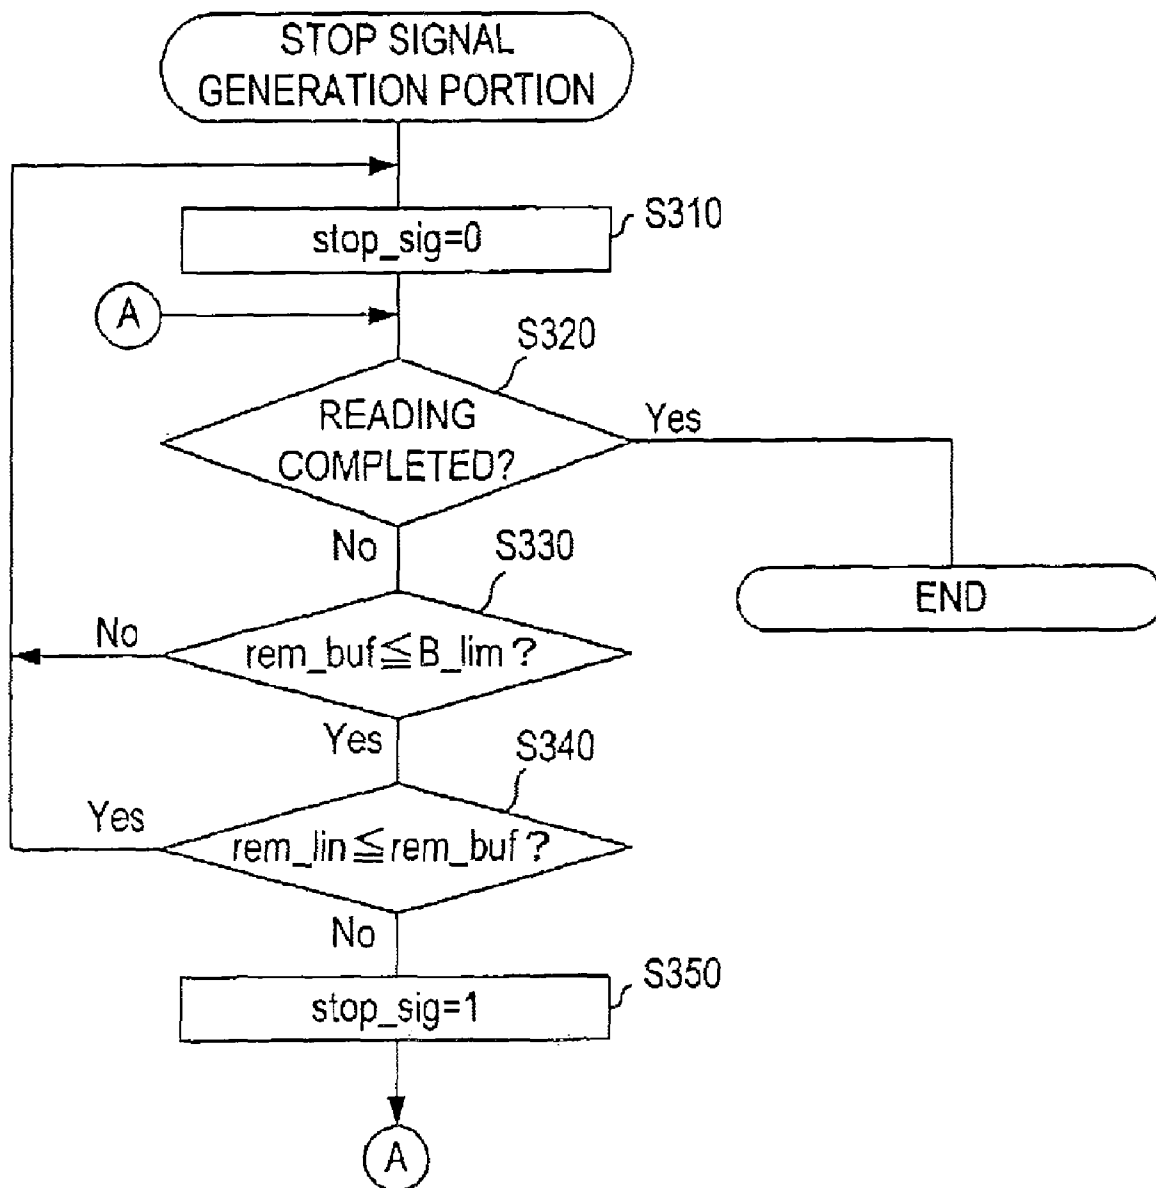 STOP SIGNAL
GENERATION PORTION
S310
stop_sig=0
A
S320
READING
COMPLETED?
Yes
No
S330
END
No
rem_buf≦B_lim?
Yes
S340
Yes
rem_lin≦rem_buf?
No
S350
stop_sig=1
A